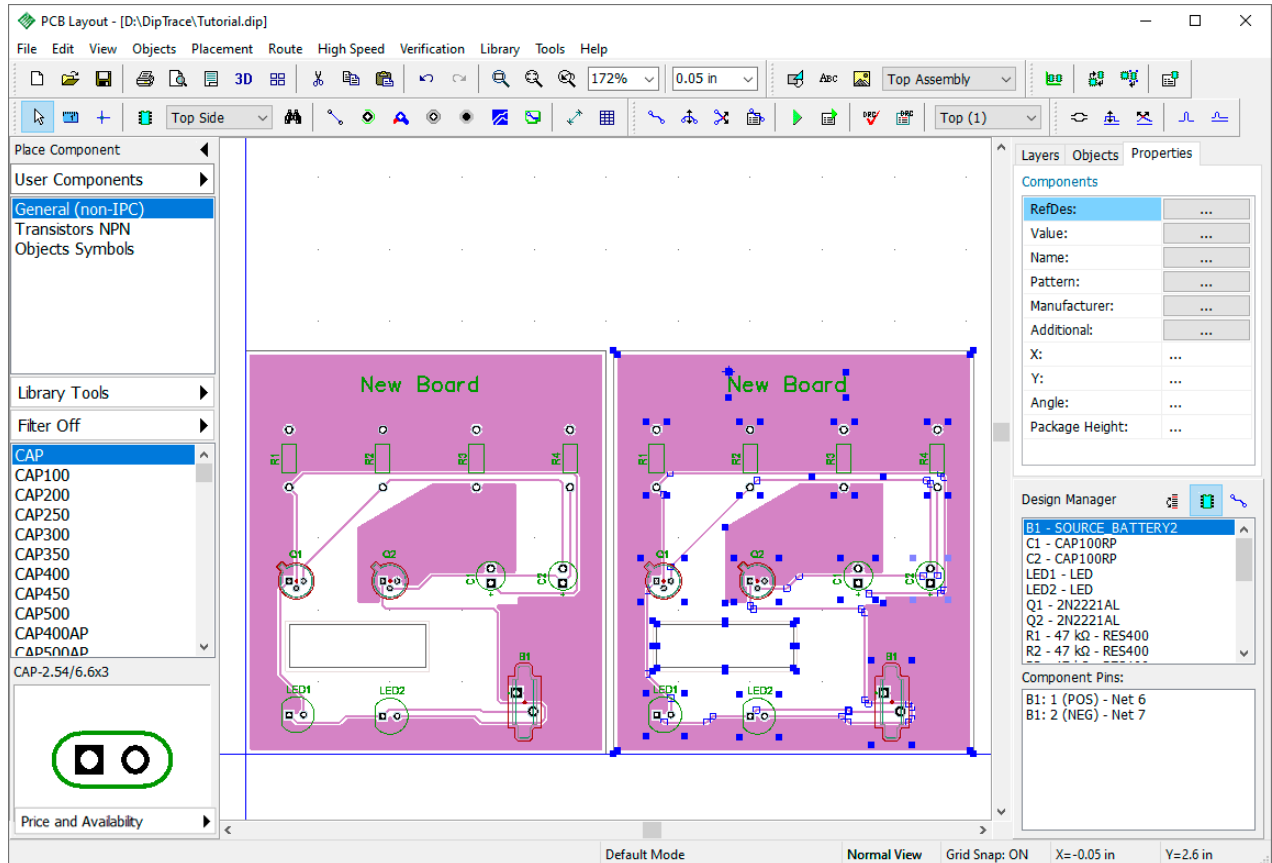 PCB Layout - [D:\DipTrace\Tutorial.dip]
File Edit View Objects Placement Route High Speed Verification Library Tools Help
3D 172% 0.05 in ABC Top Assembly
Top Side DRC DRC Top (1)
Place Component
User Components
General (non-IPC)
Transistors NPN
Objects Symbols
Library Tools
Filter Off
CAP
CAP100
CAP200
CAP250
CAP300
CAP350
CAP400
CAP450
CAP500
CAP400AP
CAP500AP
CAP-2.54/6.6x3
Price and Availability
New Board
R1 R2 R3 R4
Q1 Q2 C1 C2
B1
LED1 LED2
New Board
R1 R2 R3 R4
Q1 Q2 C1 C2
B1
LED1 LED2
Layers Objects Properties
Components
RefDes: ...
Value: ...
Name: ...
Pattern: ...
Manufacturer: ...
Additional: ...
X: ...
Y: ...
Angle: ...
Package Height: ...
Design Manager
B1 - SOURCE_BATTERY2
C1 - CAP100RP
C2 - CAP100RP
LED1 - LED
LED2 - LED
Q1 - 2N2221AL
Q2 - 2N2221AL
R1 - 47 kΩ - RES400
R2 - 47 kΩ - RES400
Component Pins:
B1: 1 (POS) - Net 6
B1: 2 (NEG) - Net 7
Default Mode Normal View Grid Snap: ON X=-0.05 in Y=2.6 in